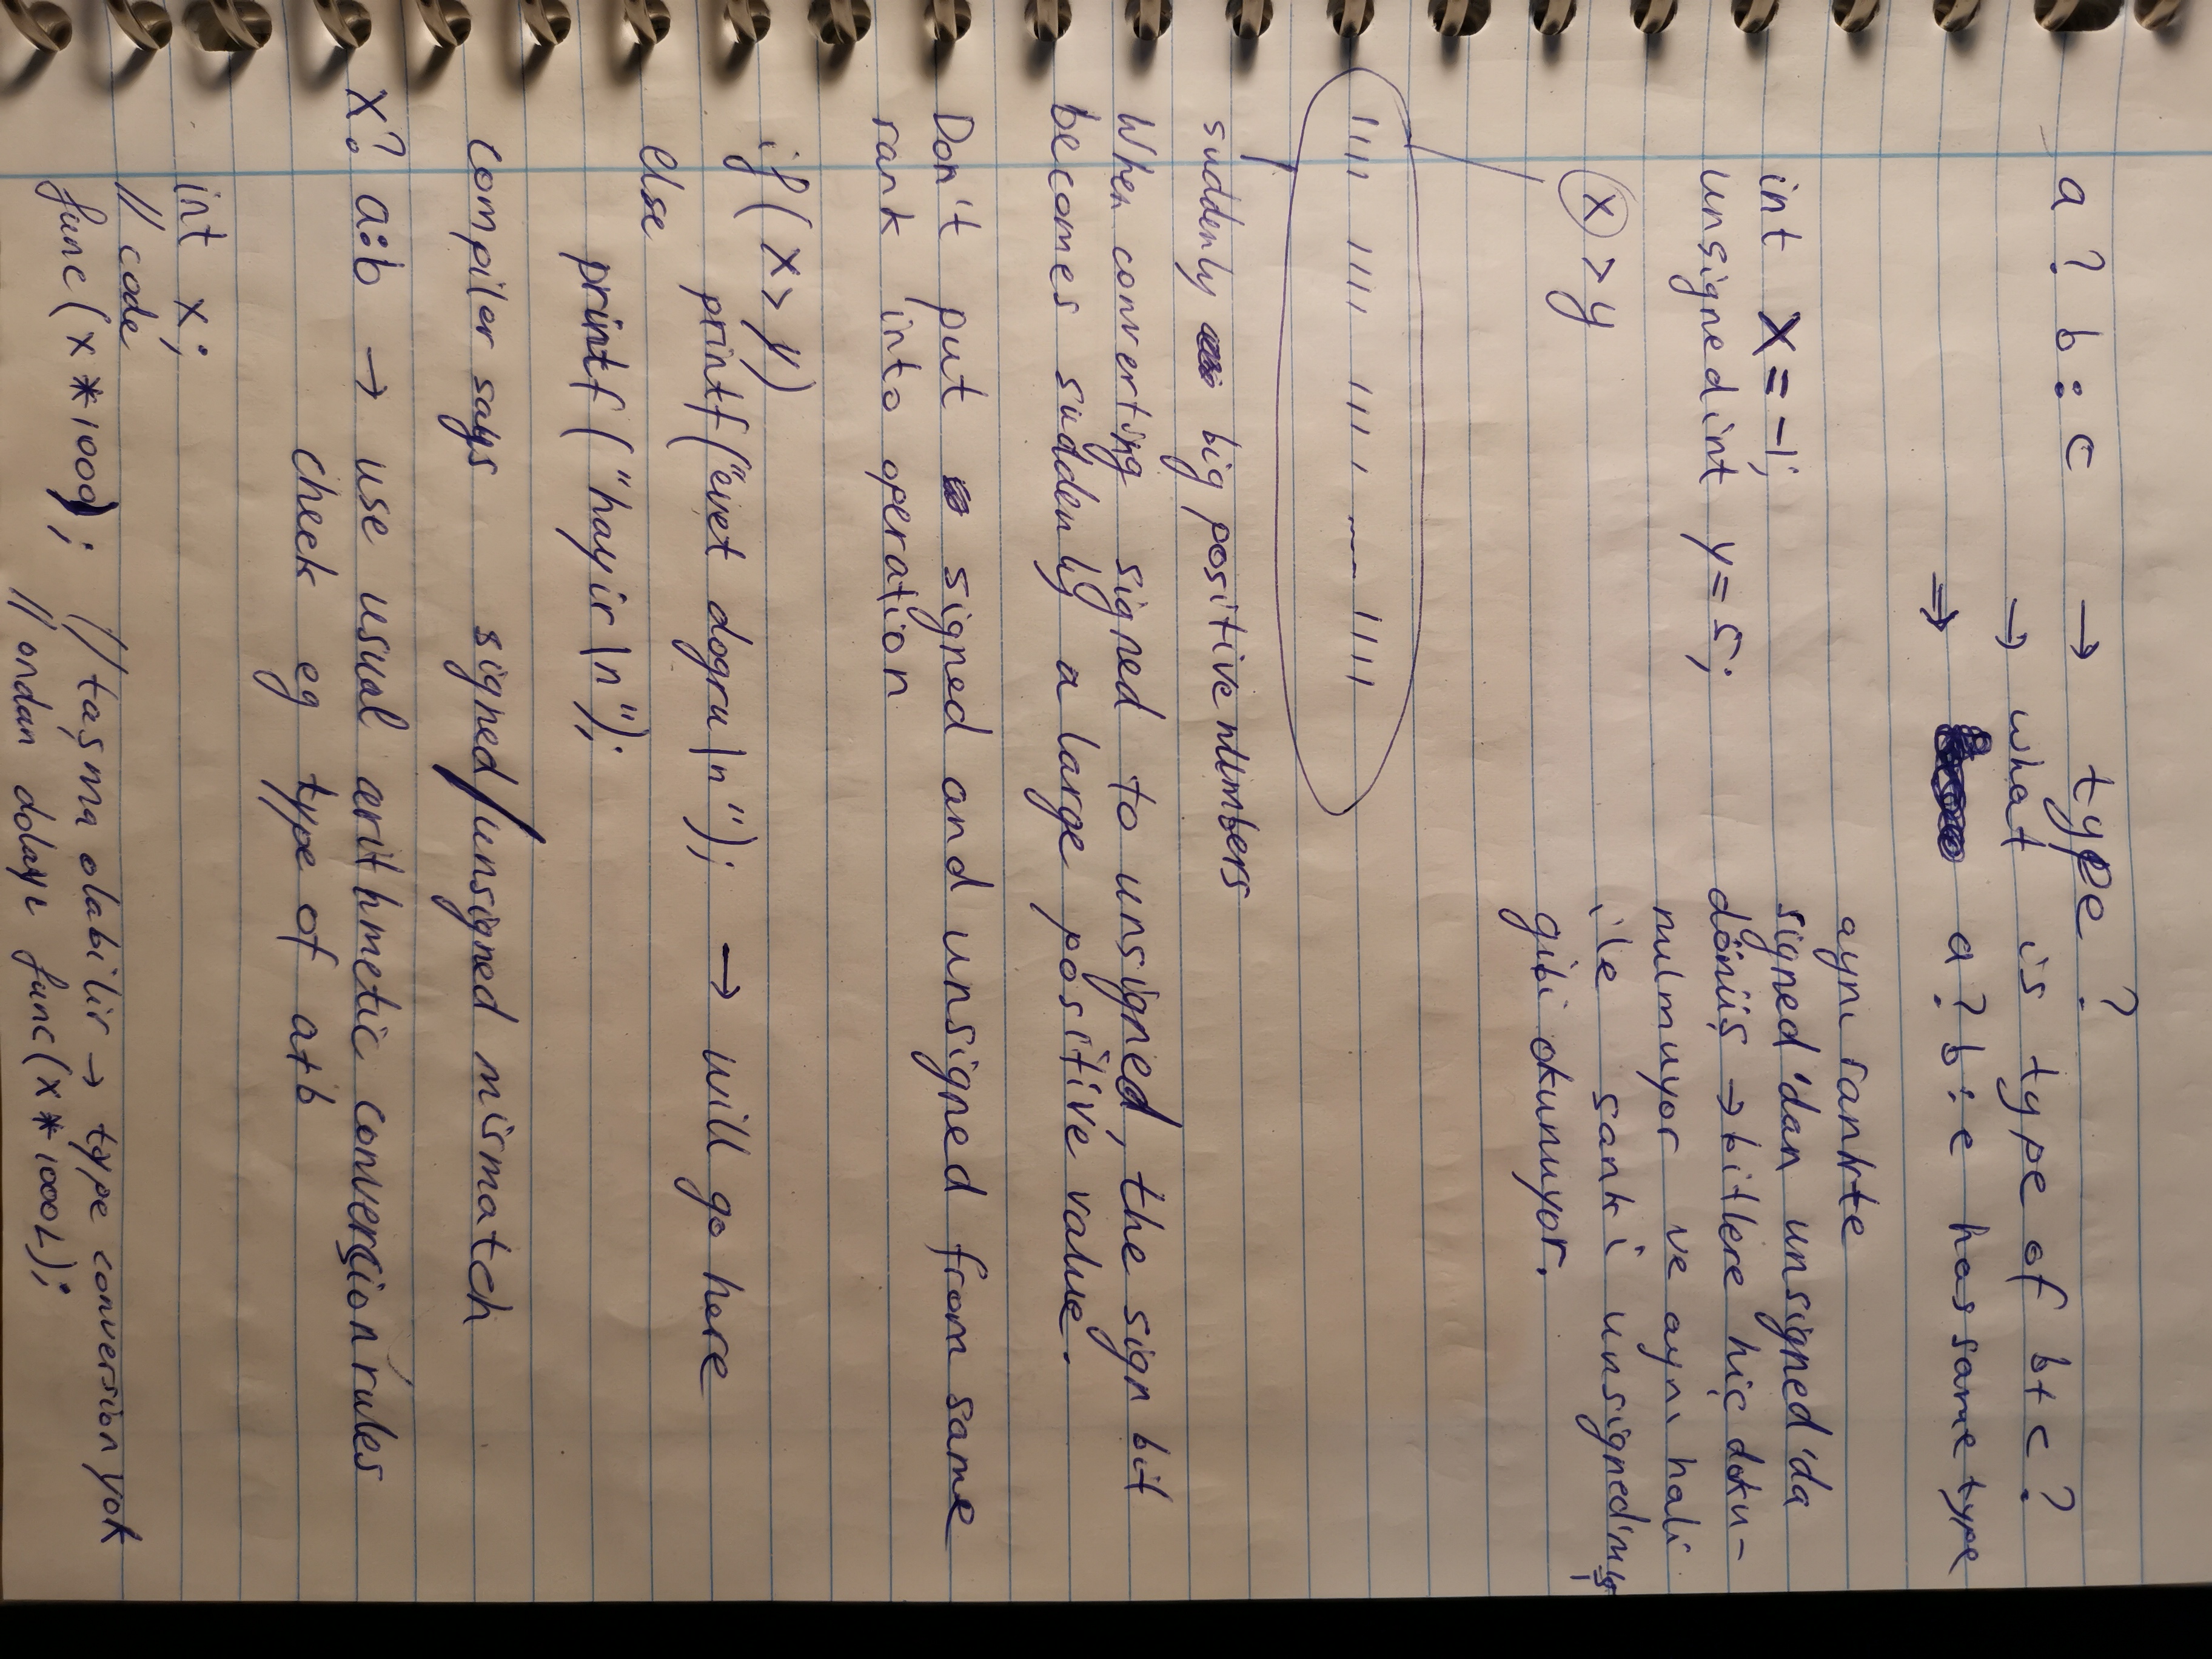 a ? b : c → type ?
→ what is type of b+c ?
⇒ a ? b : c has same type
int x = -1;
unsigned int y = 5;
x > y
aynı rankte
signed'dan unsigned'da
dönüş → bitlere hiç doku-
nulmuyor ve aynı hali
ile sanki unsigned'mış
gibi okunuyor.
1111 1111 1111 ---- 1111
suddenly big positive numbers
When converting signed to unsigned, the sign bit
becomes suddenly a large positive value.
Don't put signed and unsigned from same
rank into operation
if( x > y)
printf("evet dogru\n"); → will go here
else
printf("hayir\n");
compiler says signed/unsigned mismatch
x? a:b → use usual arithmetic conversion rules
check eg type of a+b
int x;
// code
func(x*1000); // taşma olabilir → type conversion yok
// ondan dolayı func(x*1000L);